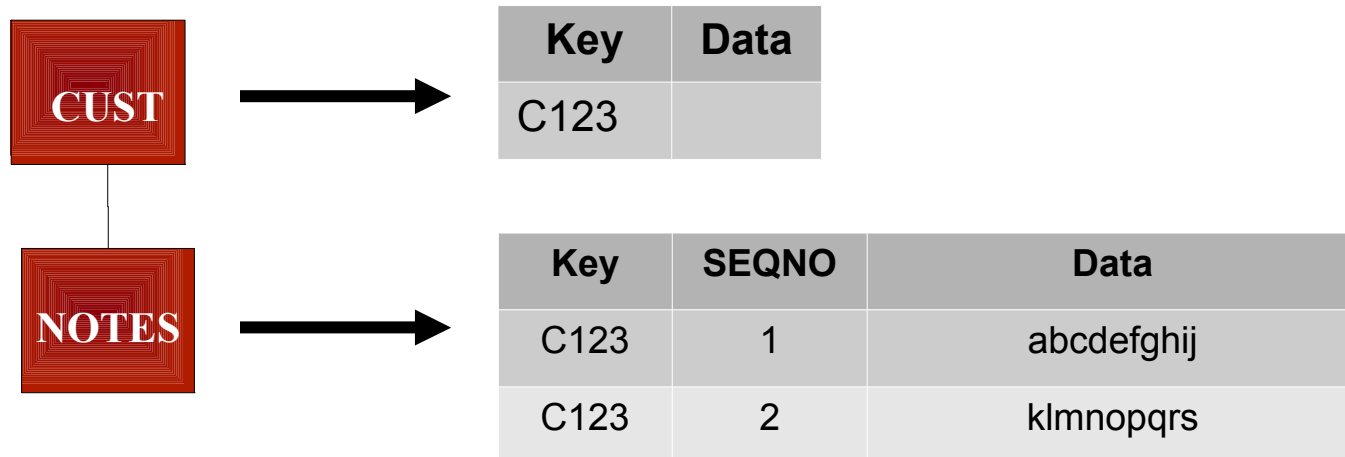 CUST
Key Data
C123
NOTES
Key SEQNO Data
C123 1 abcdefghij
C123 2 klmnopqrs